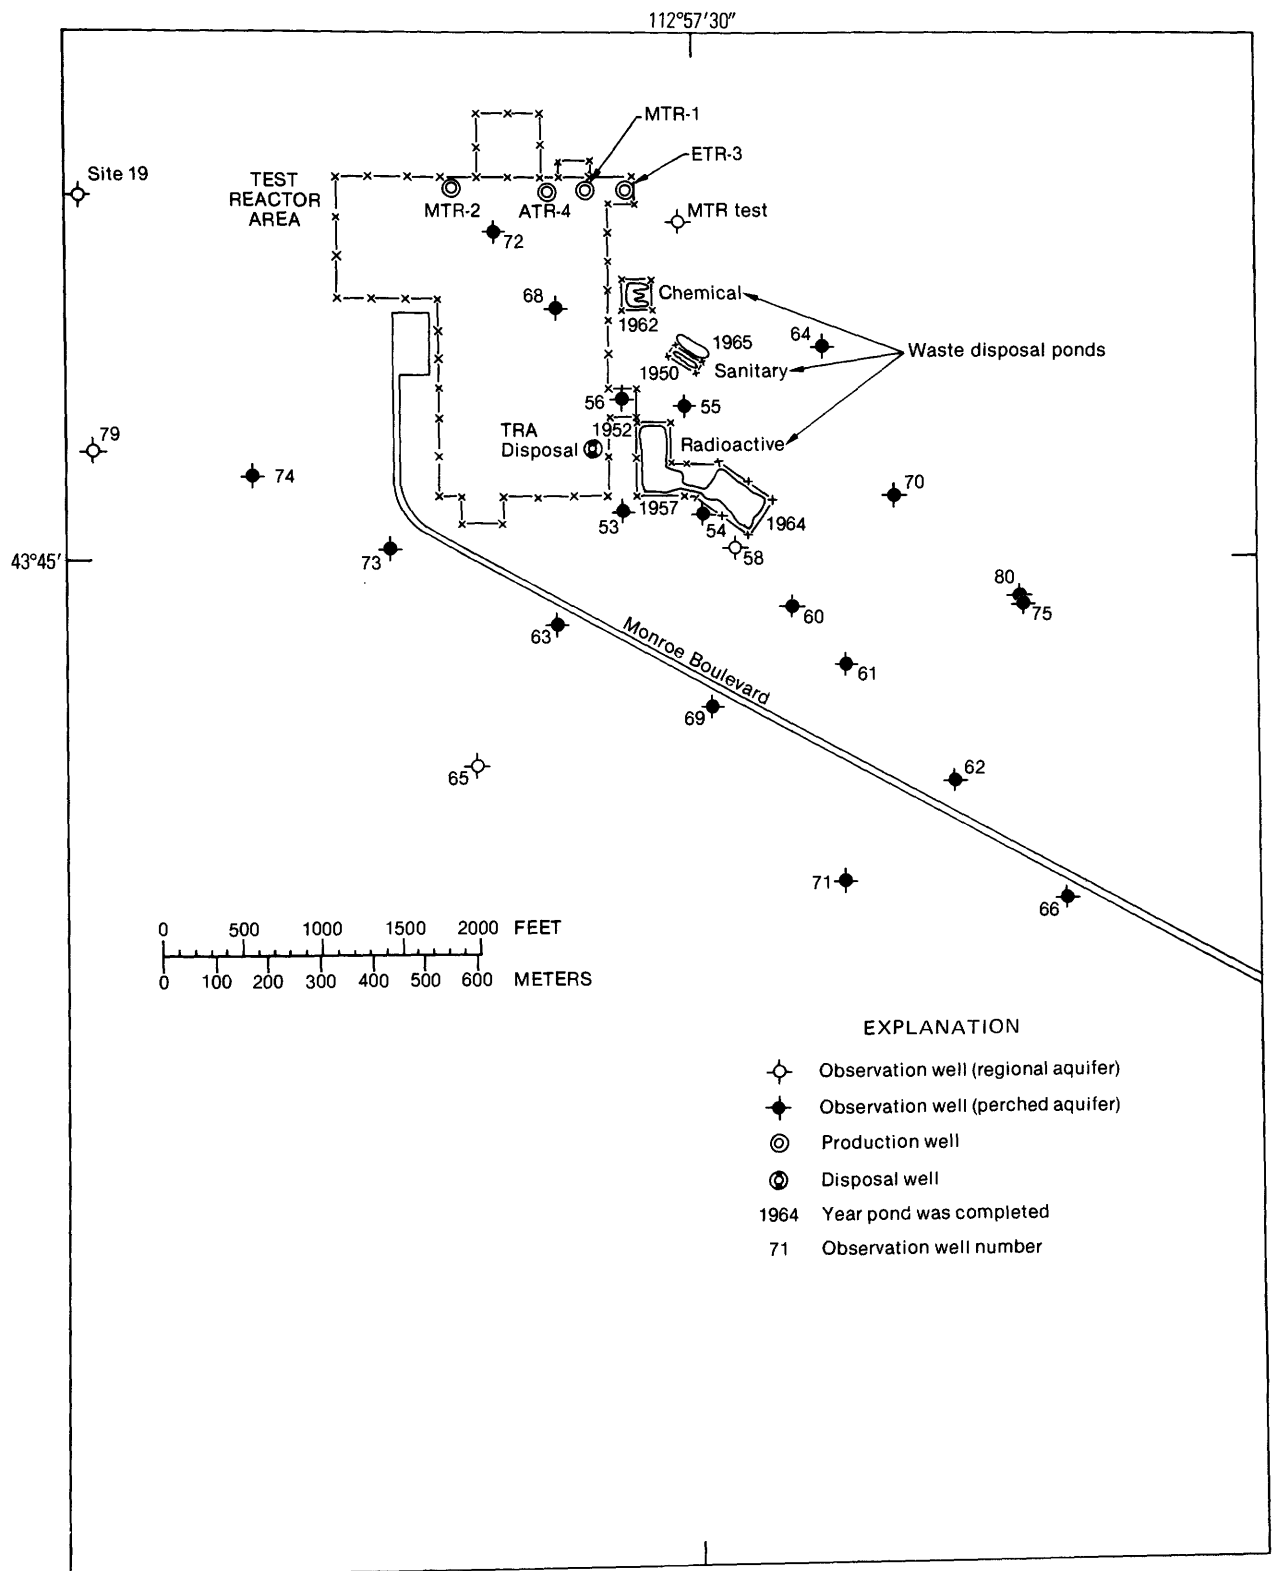 112°57'30"
MTR-1
ETR-3
Site 19
TEST
REACTOR
AREA
MTR-2
ATR-4
MTR test
72
68
Chemical
1962
64
1965
Waste disposal ponds
1950
Sanitary
56
55
79
1952
TRA
Disposal
Radioactive
74
70
1957
53
54
1964
58
43°45'
73
80
75
60
63
Monroe Boulevard
61
69
62
65
71
66
0 500 1000 1500 2000 FEET
0 100 200 300 400 500 600 METERS
EXPLANATION
Observation well (regional aquifer)
Observation well (perched aquifer)
Production well
Disposal well
1964 Year pond was completed
71 Observation well number